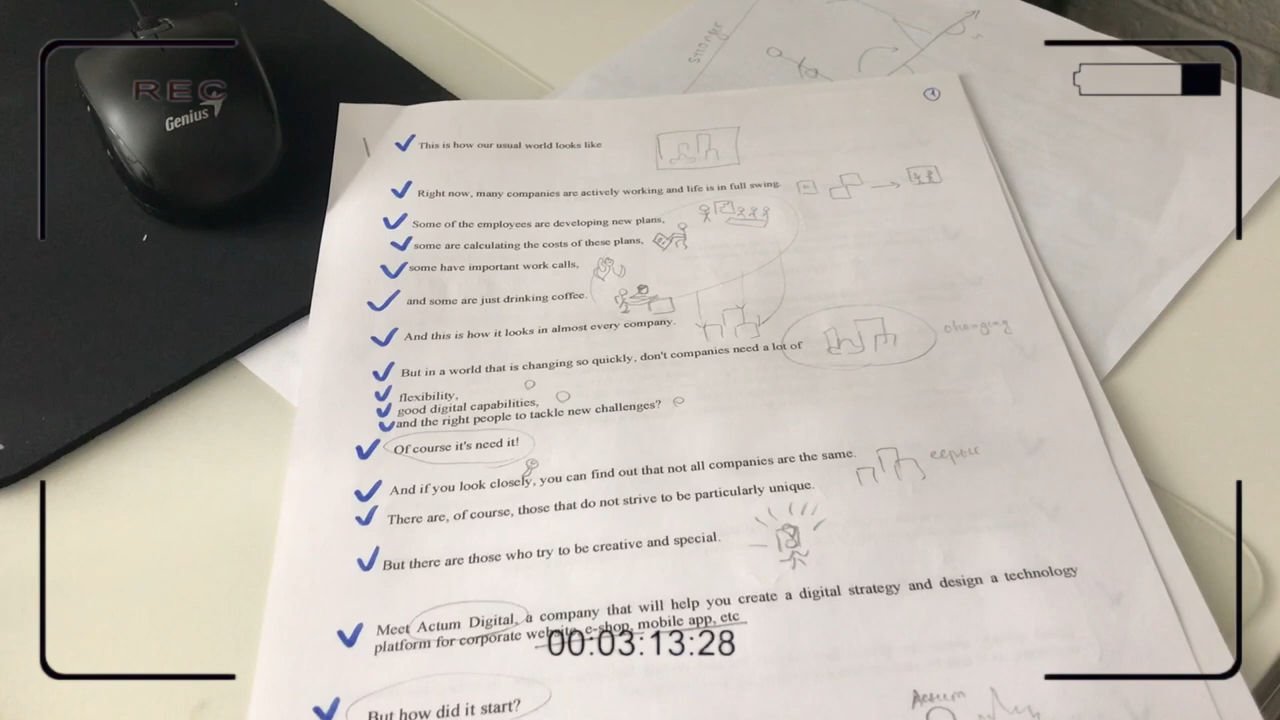 REC
Genius
smarter
1
This is how our usual world looks like
Right now, many companies are actively working and life is in full swing.
Some of the employees are developing new plans,
some are calculating the costs of these plans,
some have important work calls,
and some are just drinking coffee.
And this is how it looks in almost every company.
But in a world that is changing so quickly, don't companies need a lot of
changing
flexibility,
good digital capabilities,
and the right people to tackle new challenges?
Of course it's need it!
And if you look closely, you can find out that not all companies are the same.
There are, of course, those that do not strive to be particularly unique.
But there are those who try to be creative and special.
Meet Actum Digital, a company that will help you create a digital strategy and design a technology
platform for corporate website, e-shop, mobile app, etc
00:03:13:28
But how did it start?
Actum